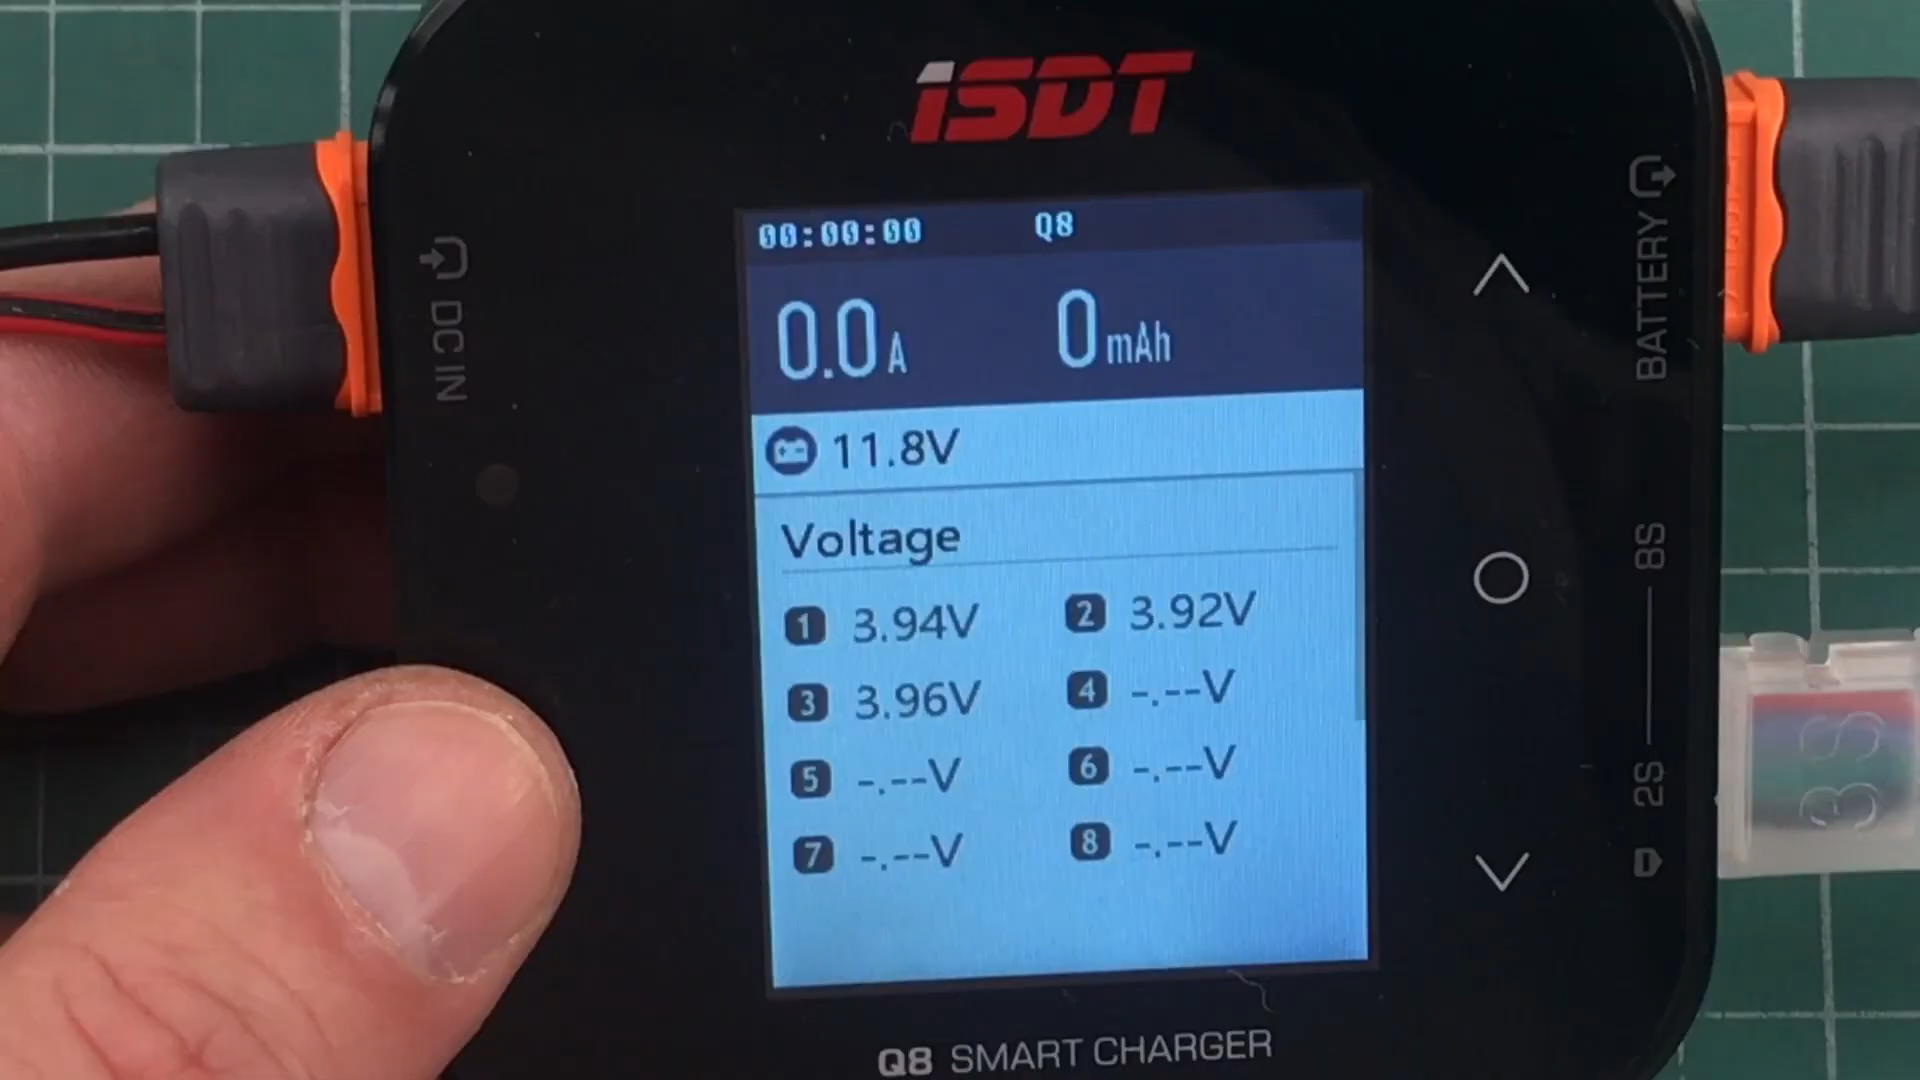 iSDT
00:00:00 Q8
0.0A 0mAh
11.8V
Voltage
1 3.94V 2 3.92V
3 3.96V 4 -.--V
5 -.--V 6 -.--V
7 -.--V 8 -.--V
Q8 SMART CHARGER
DC IN
BATTERY
2S 8S
3S